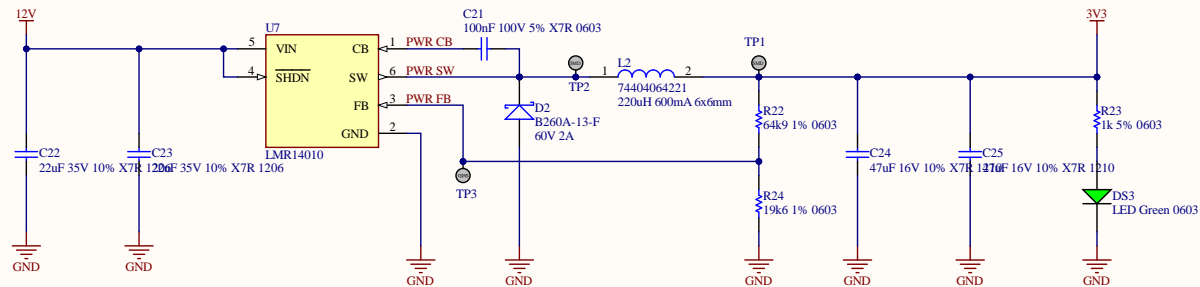 12V
C21
100nF 100V 5% X7R 0603
3V3
U7
TP1
5 VIN CB 1 PWR CB
4 SHDN SW 6 PWR SW
TP2
L2
1 2
74404064221
220uH 600mA 6x6mm
FB 3 PWR FB
GND 2
LMR14010
D2
B260A-13-F
60V 2A
R22
64k9 1% 0603
R23
1k 5% 0603
C22
22uF 35V 10% X7R 1206
C23
22uF 35V 10% X7R 1206
TP3
C24
47uF 16V 10% X7R 1210
C25
47uF 16V 10% X7R 1210
R24
19k6 1% 0603
DS3
LED Green 0603
GND
GND
GND
GND
GND
GND
GND
GND